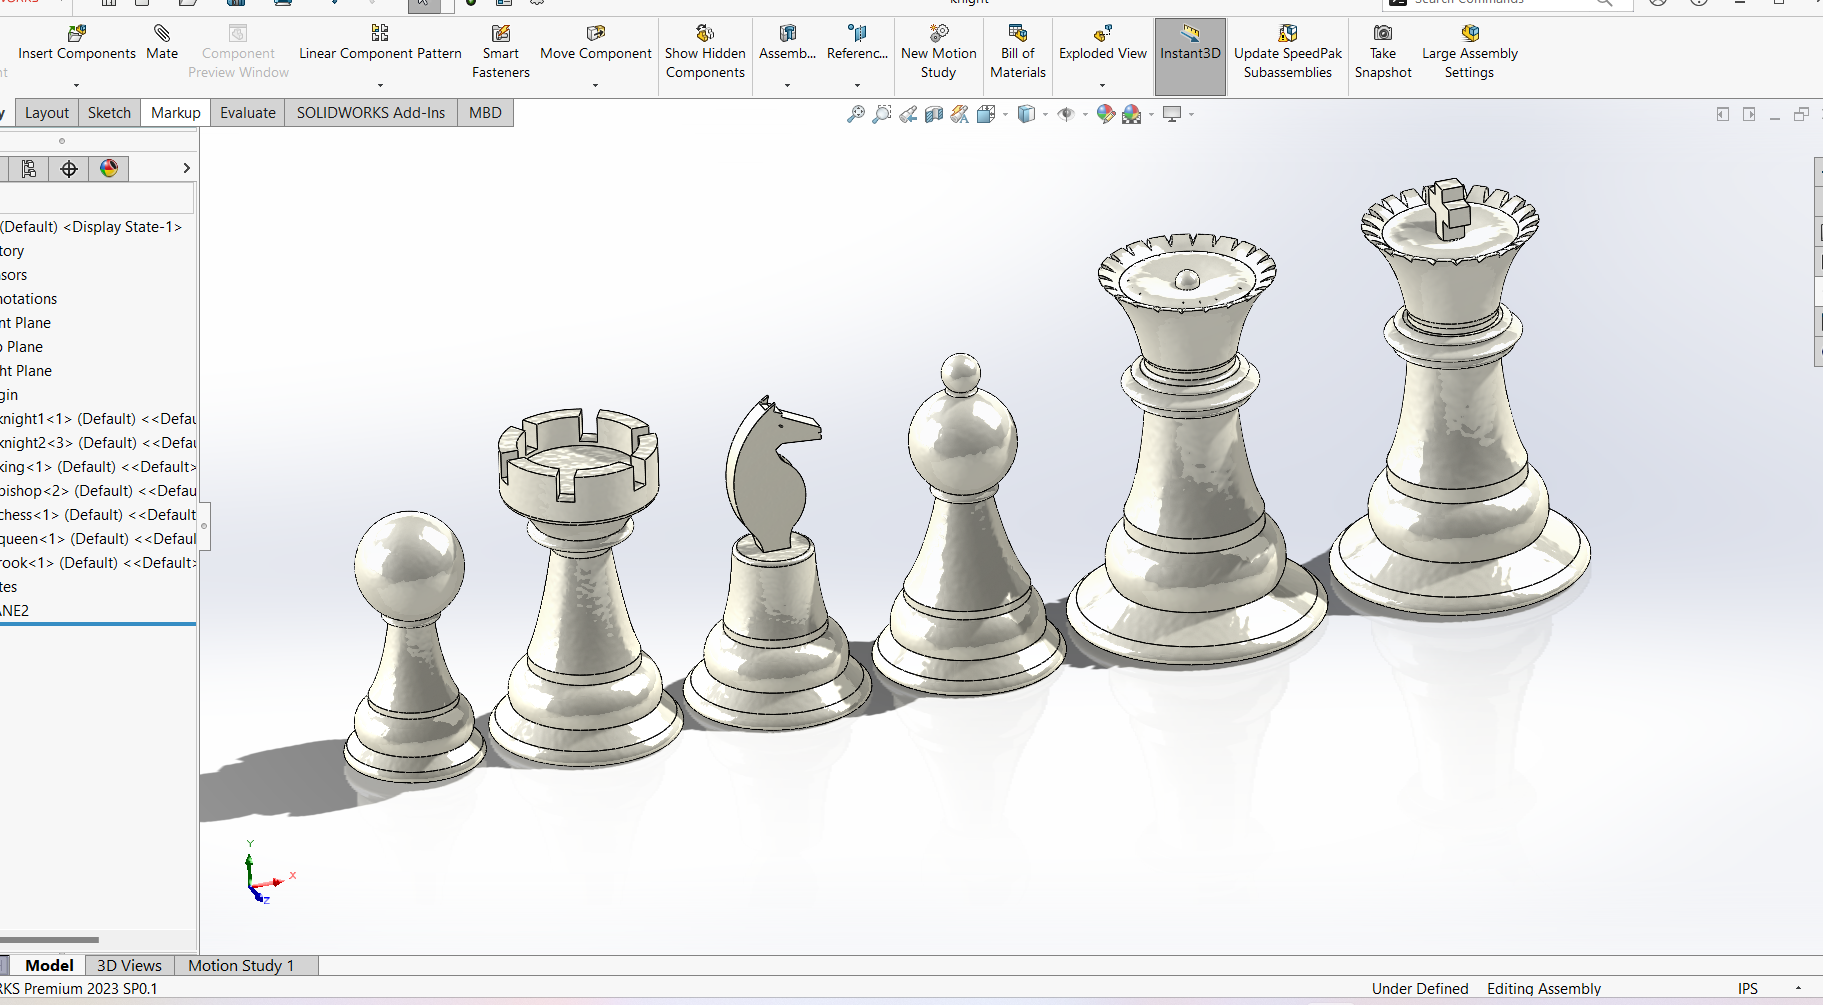 knight
Search Commands
Insert Components
Mate
Component
Preview Window
Linear Component Pattern
Smart
Fasteners
Move Component
Show Hidden
Components
Assemb...
Referenc...
New Motion
Study
Bill of
Materials
Exploded View
Instant3D
Update SpeedPak
Subassemblies
Take
Snapshot
Large Assembly
Settings
Layout
Sketch
Markup
Evaluate
SOLIDWORKS Add-Ins
MBD
(Default) <Display State-1>
tory
sors
notations
nt Plane
p Plane
ht Plane
gin
knight1<1> (Default) <<Defau
knight2<3> (Default) <<Defau
king<1> (Default) <<Default>
bishop<2> (Default) <<Defau
chess<1> (Default) <<Default
queen<1> (Default) <<Defaul
rook<1> (Default) <<Default>
tes
ANE2
Y
X
Z
Model
3D Views
Motion Study 1
RKS Premium 2023 SP0.1
Under Defined
Editing Assembly
IPS